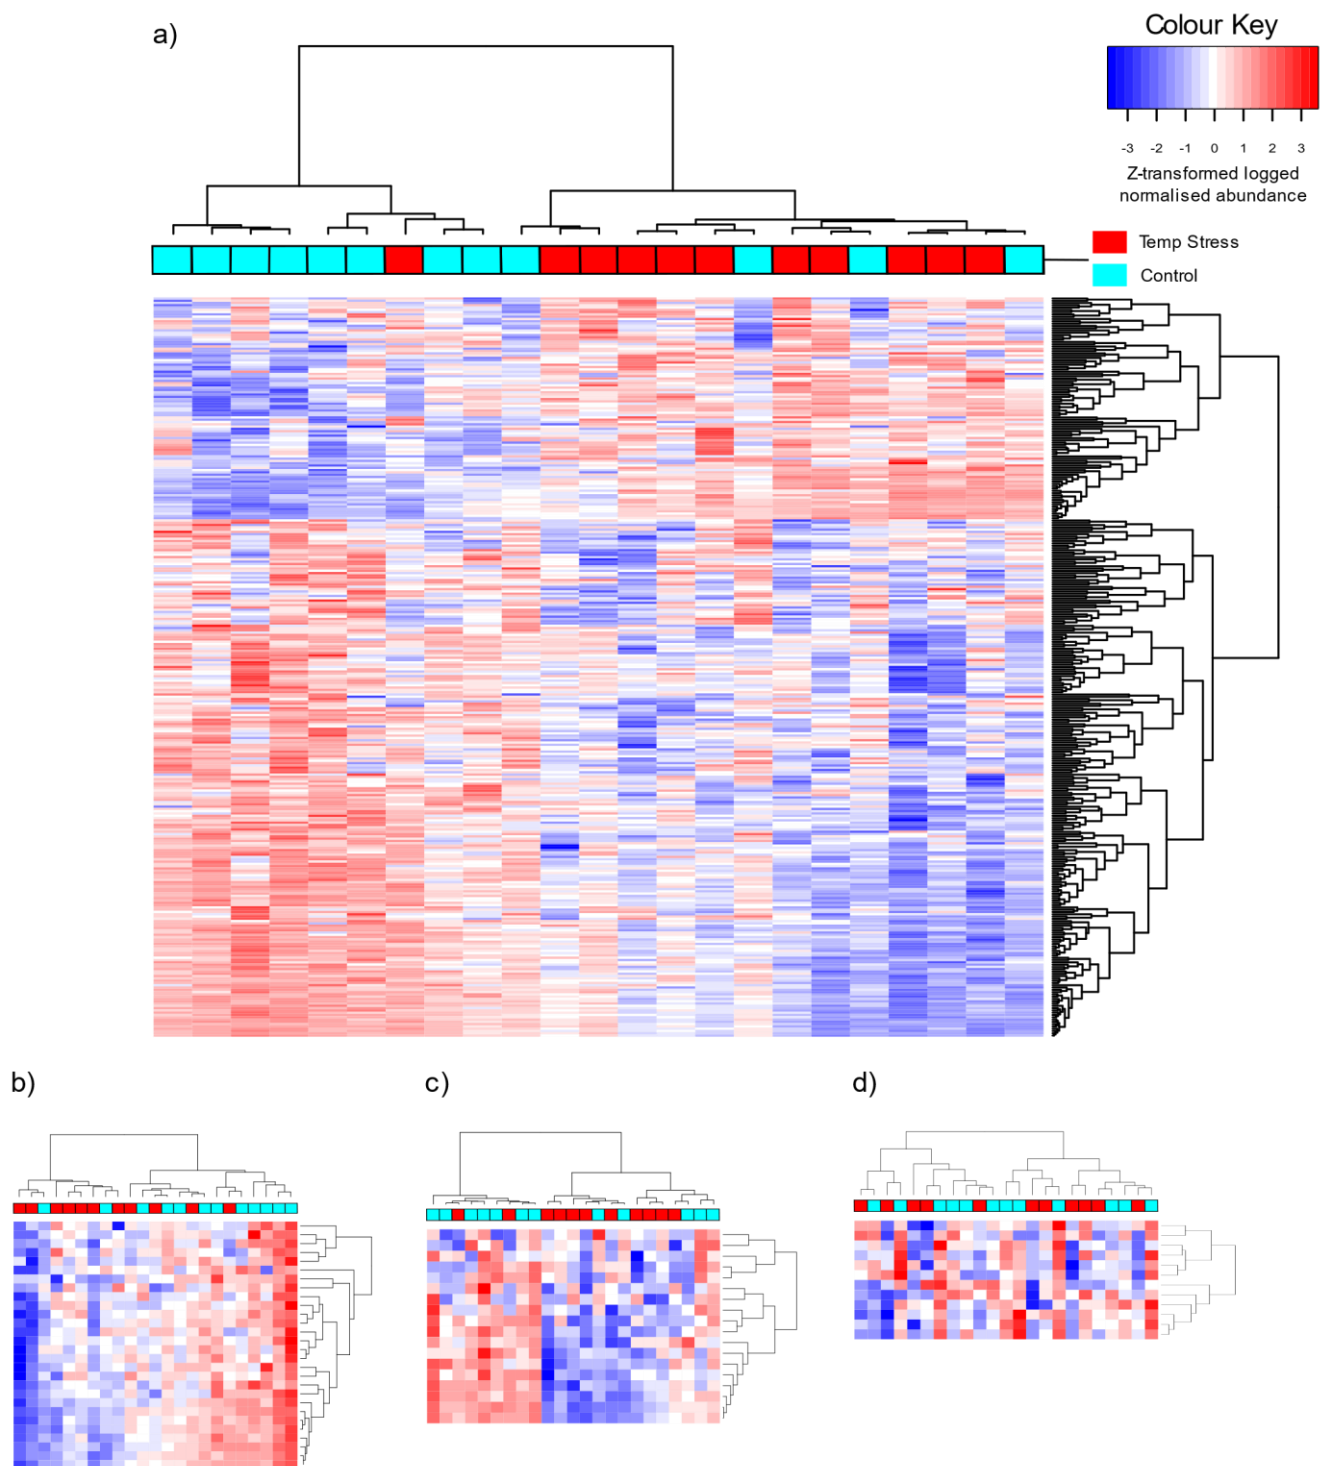 a)
Colour Key
-3 -2 -1 0 1 2 3
Z-transformed logged
normalised abundance
Temp Stress
Control
b)
c)
d)